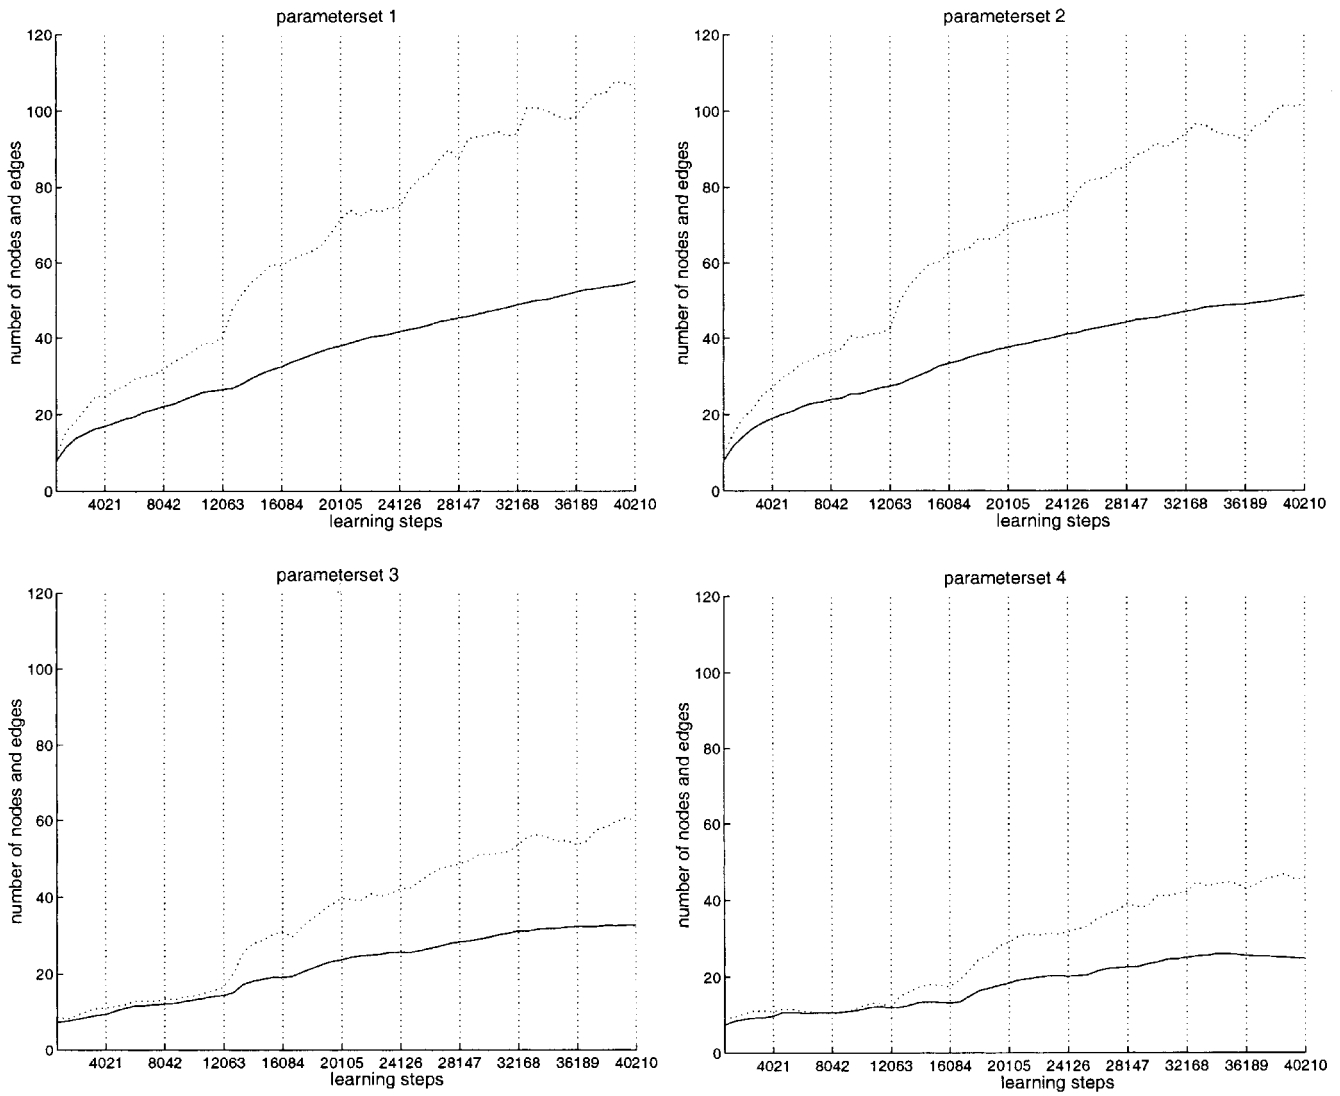 parameterset 1
120
100
80
60
40
20
0
number of nodes and edges
4021 8042 12063 16084 20105 24126 28147 32168 36189 40210
learning steps
parameterset 2
120
100
80
60
40
20
0
number of nodes and edges
4021 8042 12063 16084 20105 24126 28147 32168 36189 40210
learning steps
parameterset 3
120
100
80
60
40
20
0
number of nodes and edges
4021 8042 12063 16084 20105 24126 28147 32168 36189 40210
learning steps
parameterset 4
120
100
80
60
40
20
0
number of nodes and edges
4021 8042 12063 16084 20105 24126 28147 32168 36189 40210
learning steps